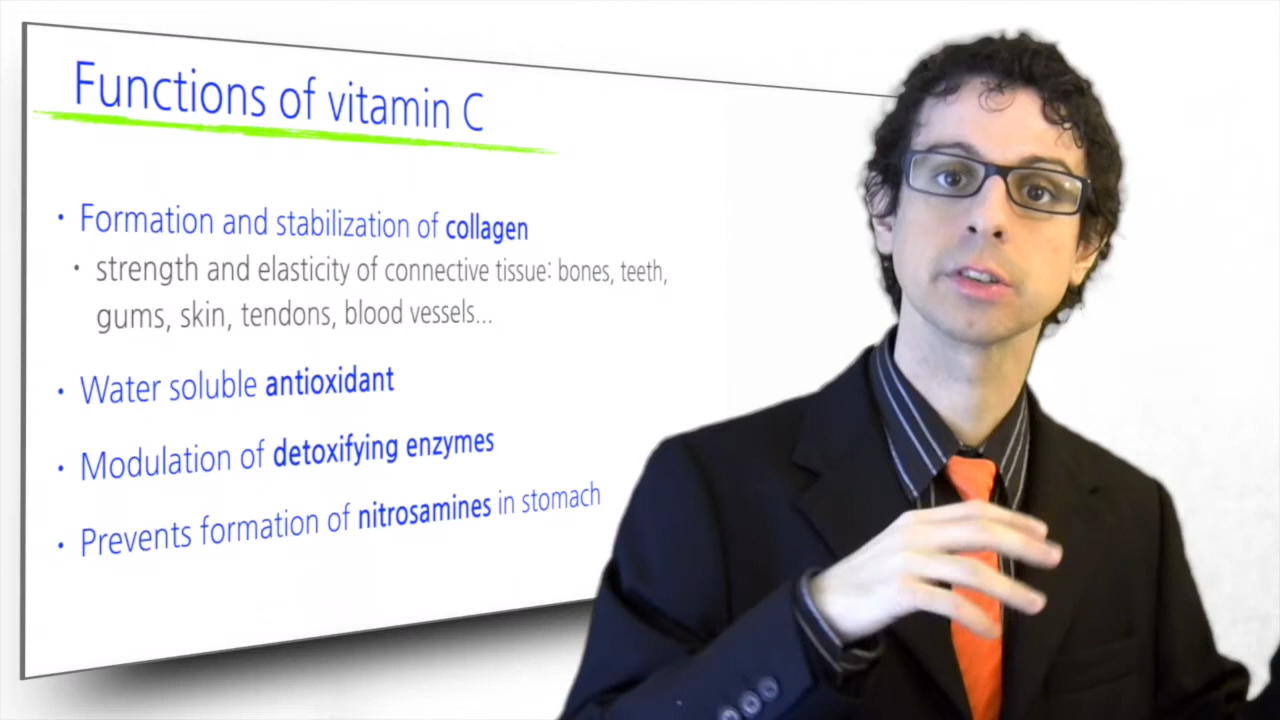 Functions of vitamin C
• Formation and stabilization of collagen
• strength and elasticity of connective tissue: bones, teeth,
gums, skin, tendons, blood vessels...
• Water soluble antioxidant
• Modulation of detoxifying enzymes
• Prevents formation of nitrosamines in stomach